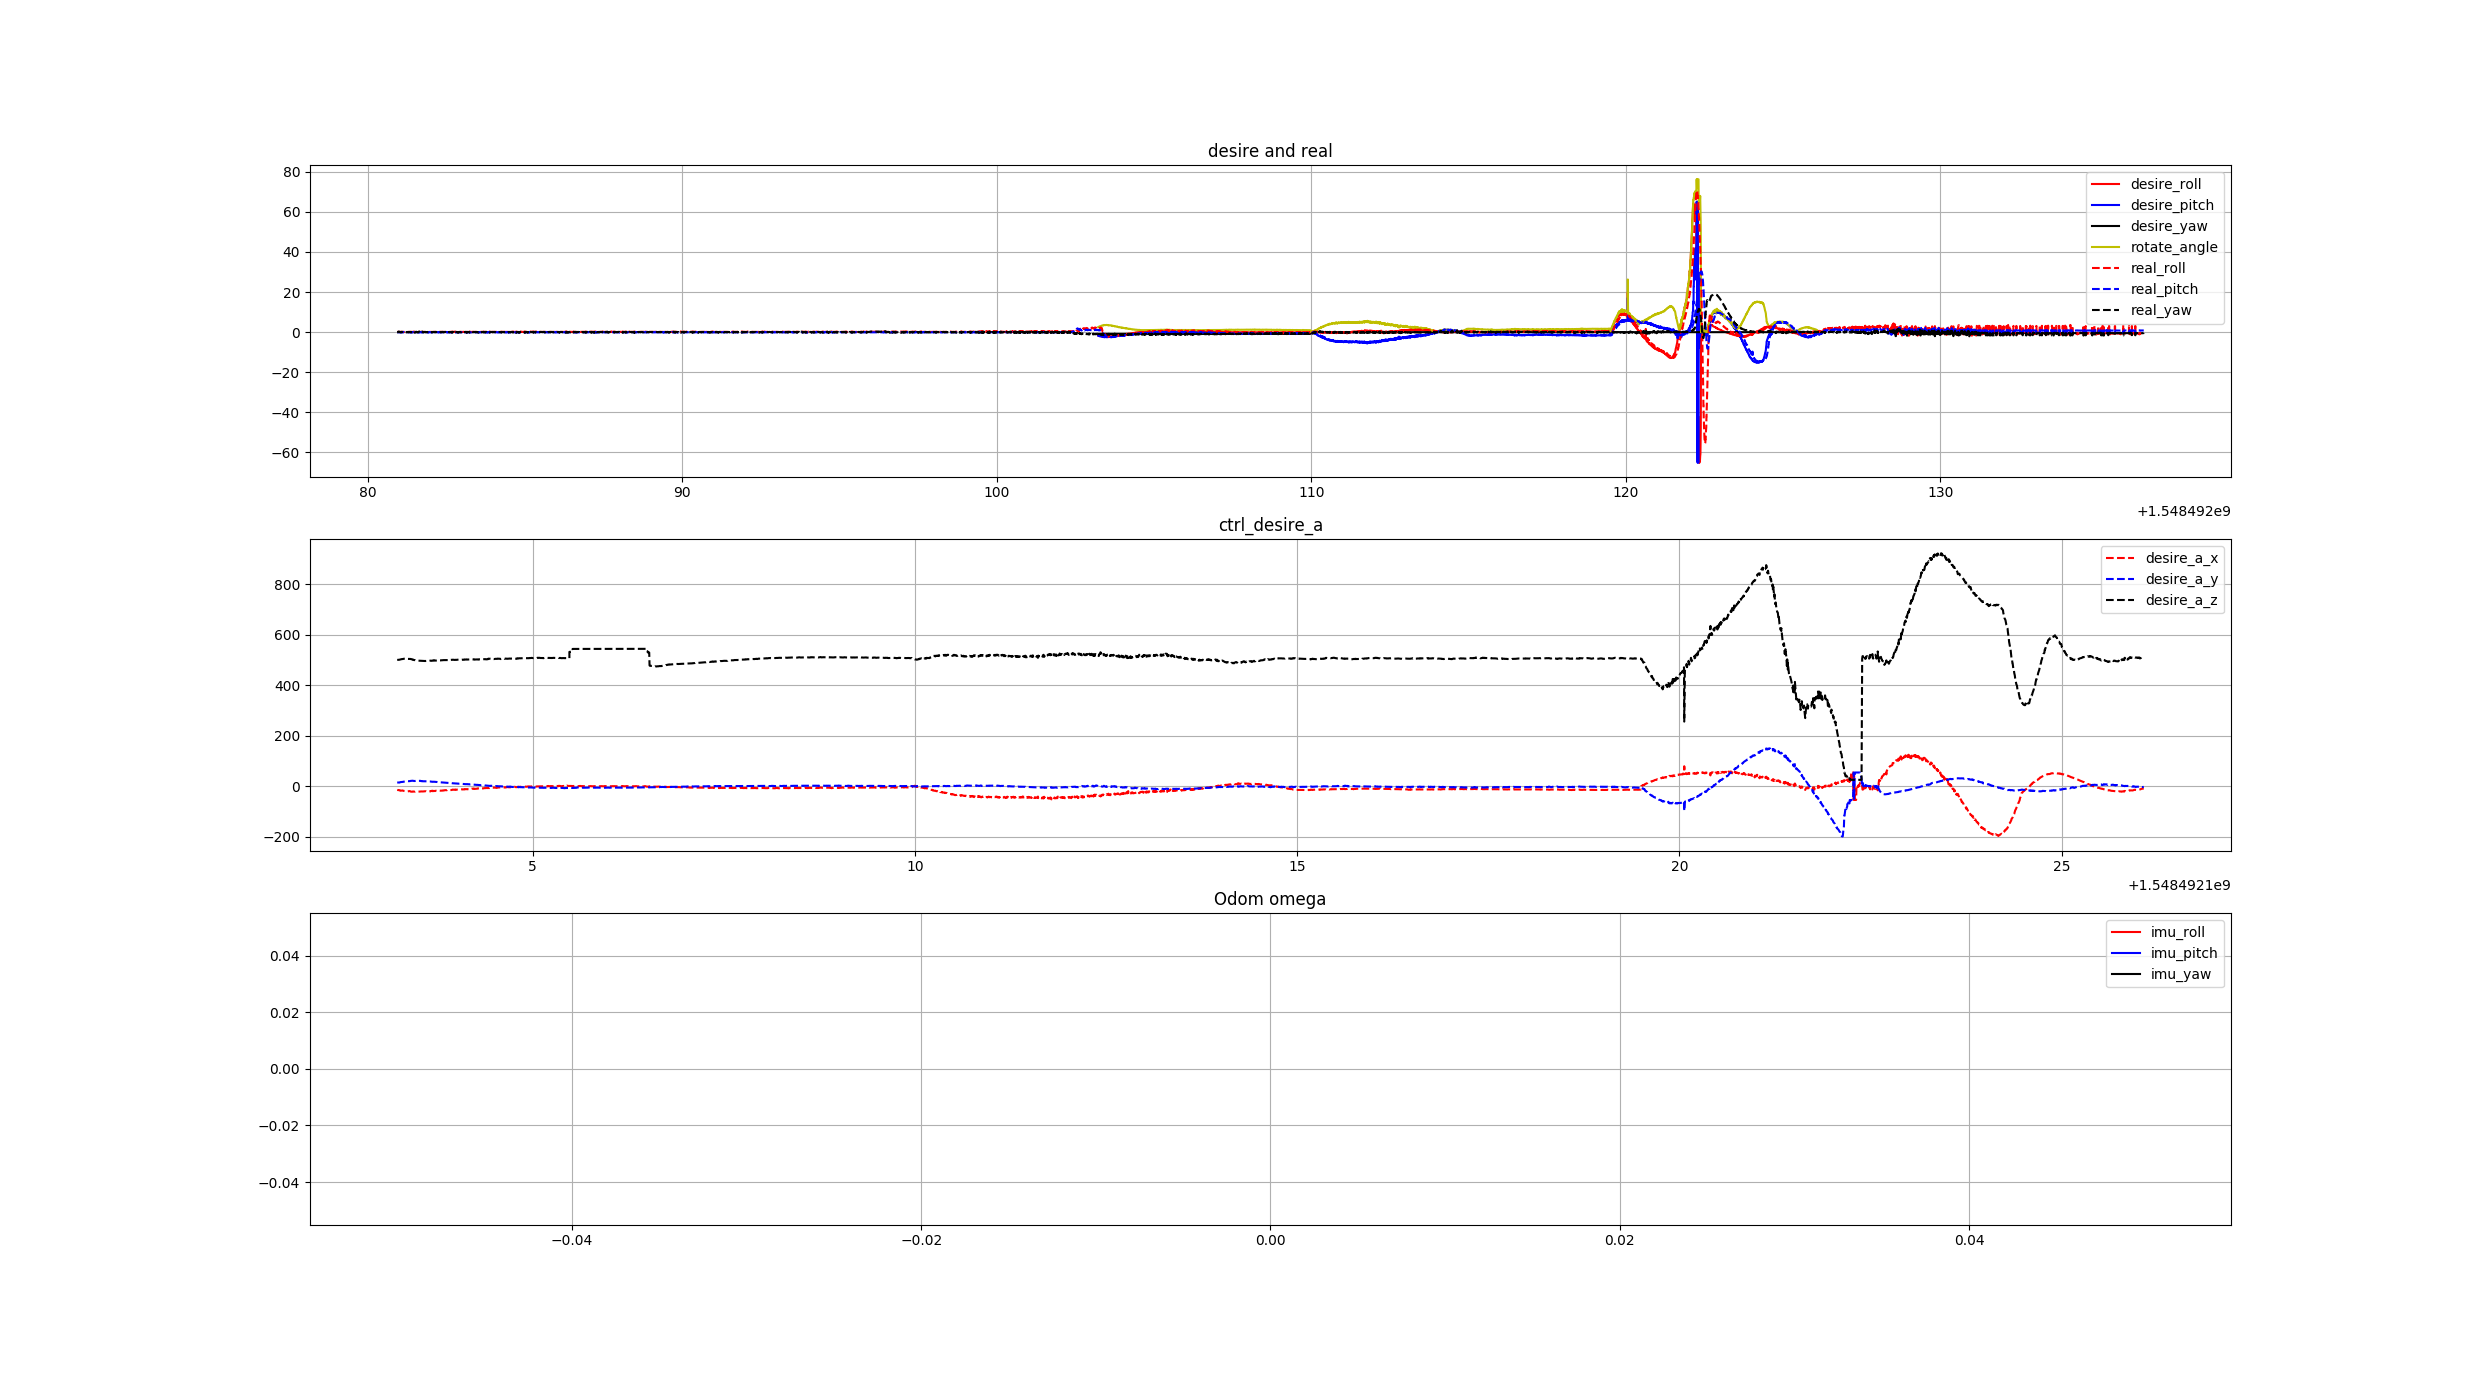 desire and real
80
60
40
20
0
−20
−40
−60
desire_roll
desire_pitch
desire_yaw
rotate_angle
real_roll
real_pitch
real_yaw
80 90 100 110 120 130
+1.548492e9
ctrl_desire_a
800
600
400
200
0
−200
desire_a_x
desire_a_y
desire_a_z
5 10 15 20 25
+1.5484921e9
Odom omega
0.04
0.02
0.00
−0.02
−0.04
imu_roll
imu_pitch
imu_yaw
−0.04 −0.02 0.00 0.02 0.04